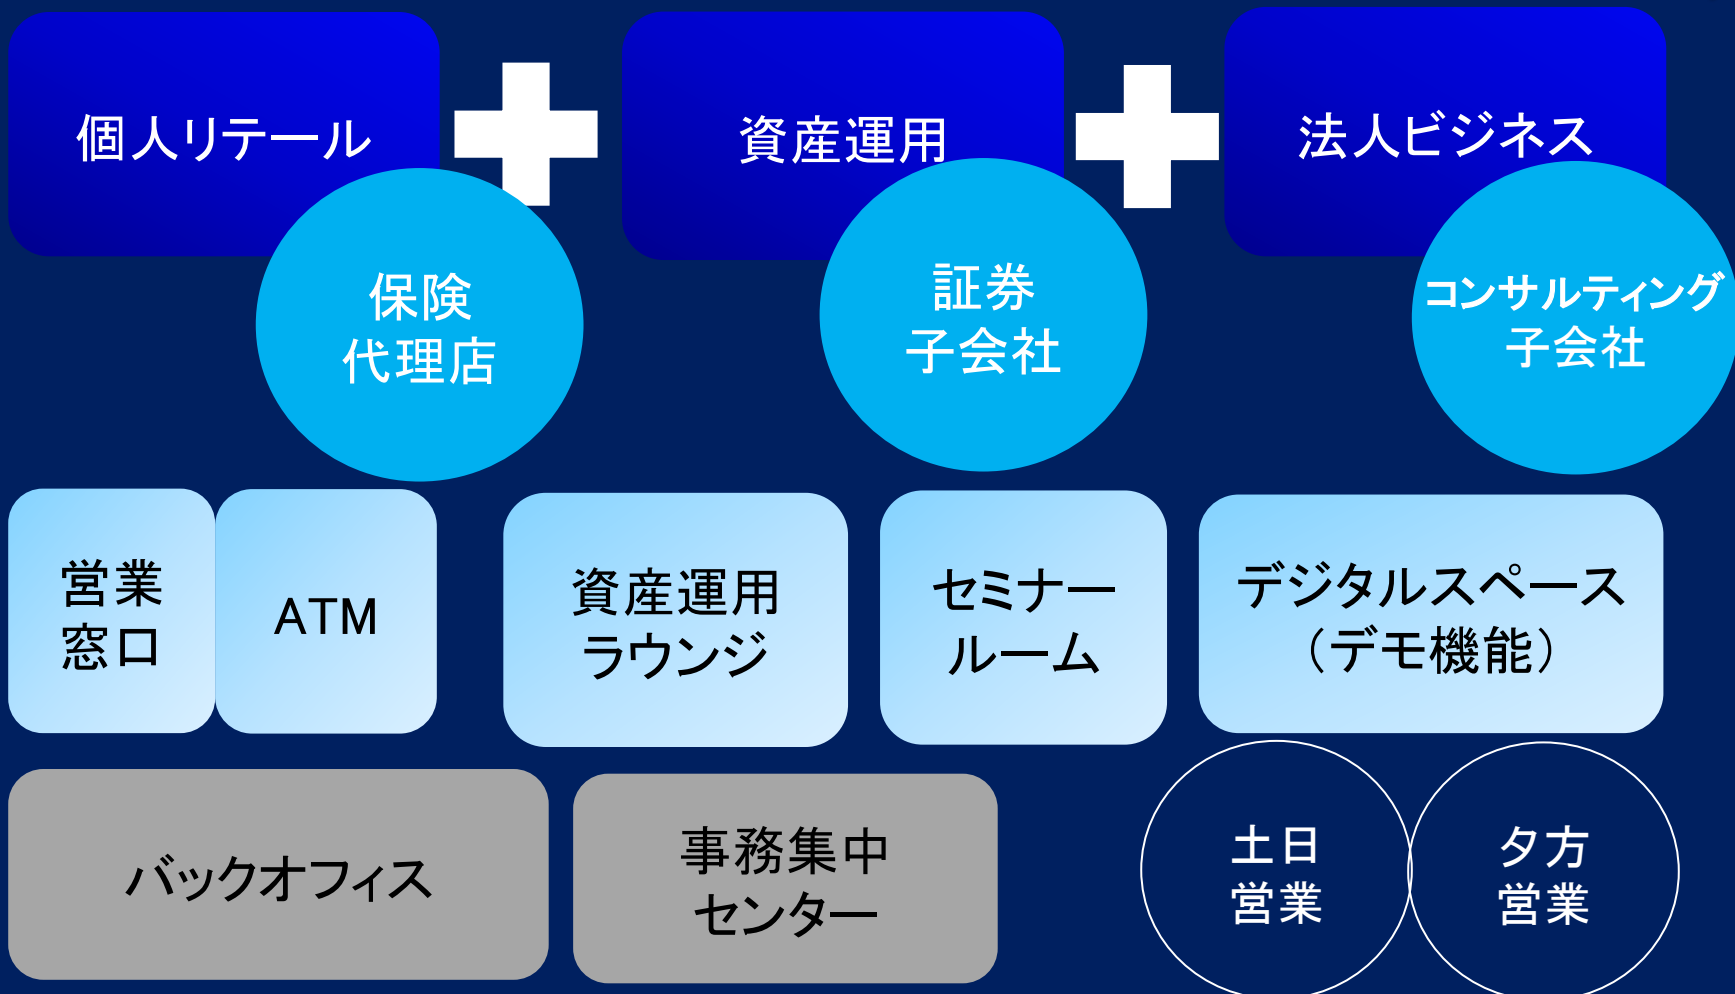 個人リテール
資産運用
法人ビジネス
保険
代理店
証券
子会社
コンサルティング
子会社
営業
窓口
ATM
資産運用
ラウンジ
セミナー
ルーム
デジタルスペース
（デモ機能）
バックオフィス
事務集中
センター
土日
営業
夕方
営業